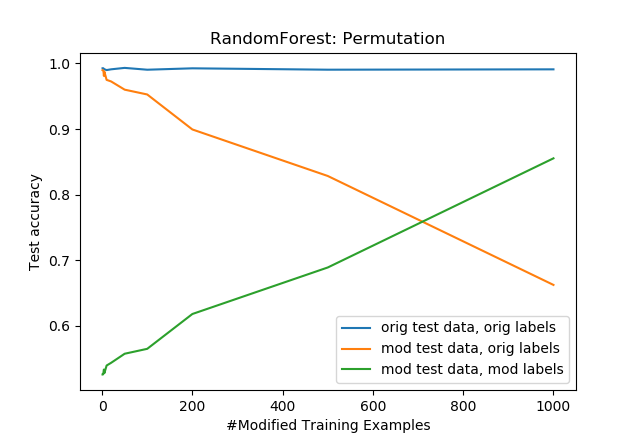 RandomForest: Permutation
1.0
0.9
0.8
0.7
0.6
Test accuracy
orig test data, orig labels
mod test data, orig labels
mod test data, mod labels
0 200 400 600 800 1000
#Modified Training Examples